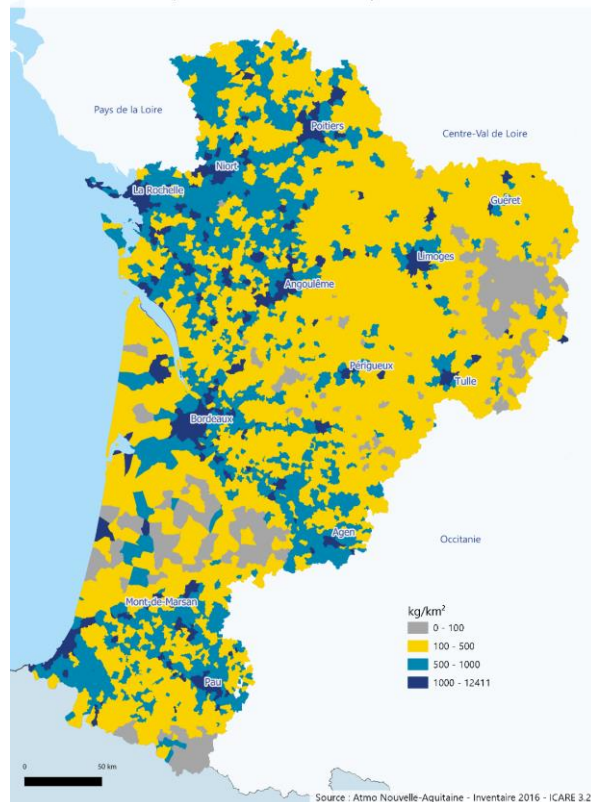 Pays de la Loire
Poitiers
Centre-Val de Loire
Niort
La Rochelle
Guéret
Limoges
Angoulême
Périgueux
Tulle
Bordeaux
Agen
Occitanie
Mont-de-Marsan
Pau
kg/km²
0 - 100
100 - 500
500 - 1000
1000 - 12411
0 50 km
Source : Atmo Nouvelle-Aquitaine - Inventaire 2016 - ICARE 3.2